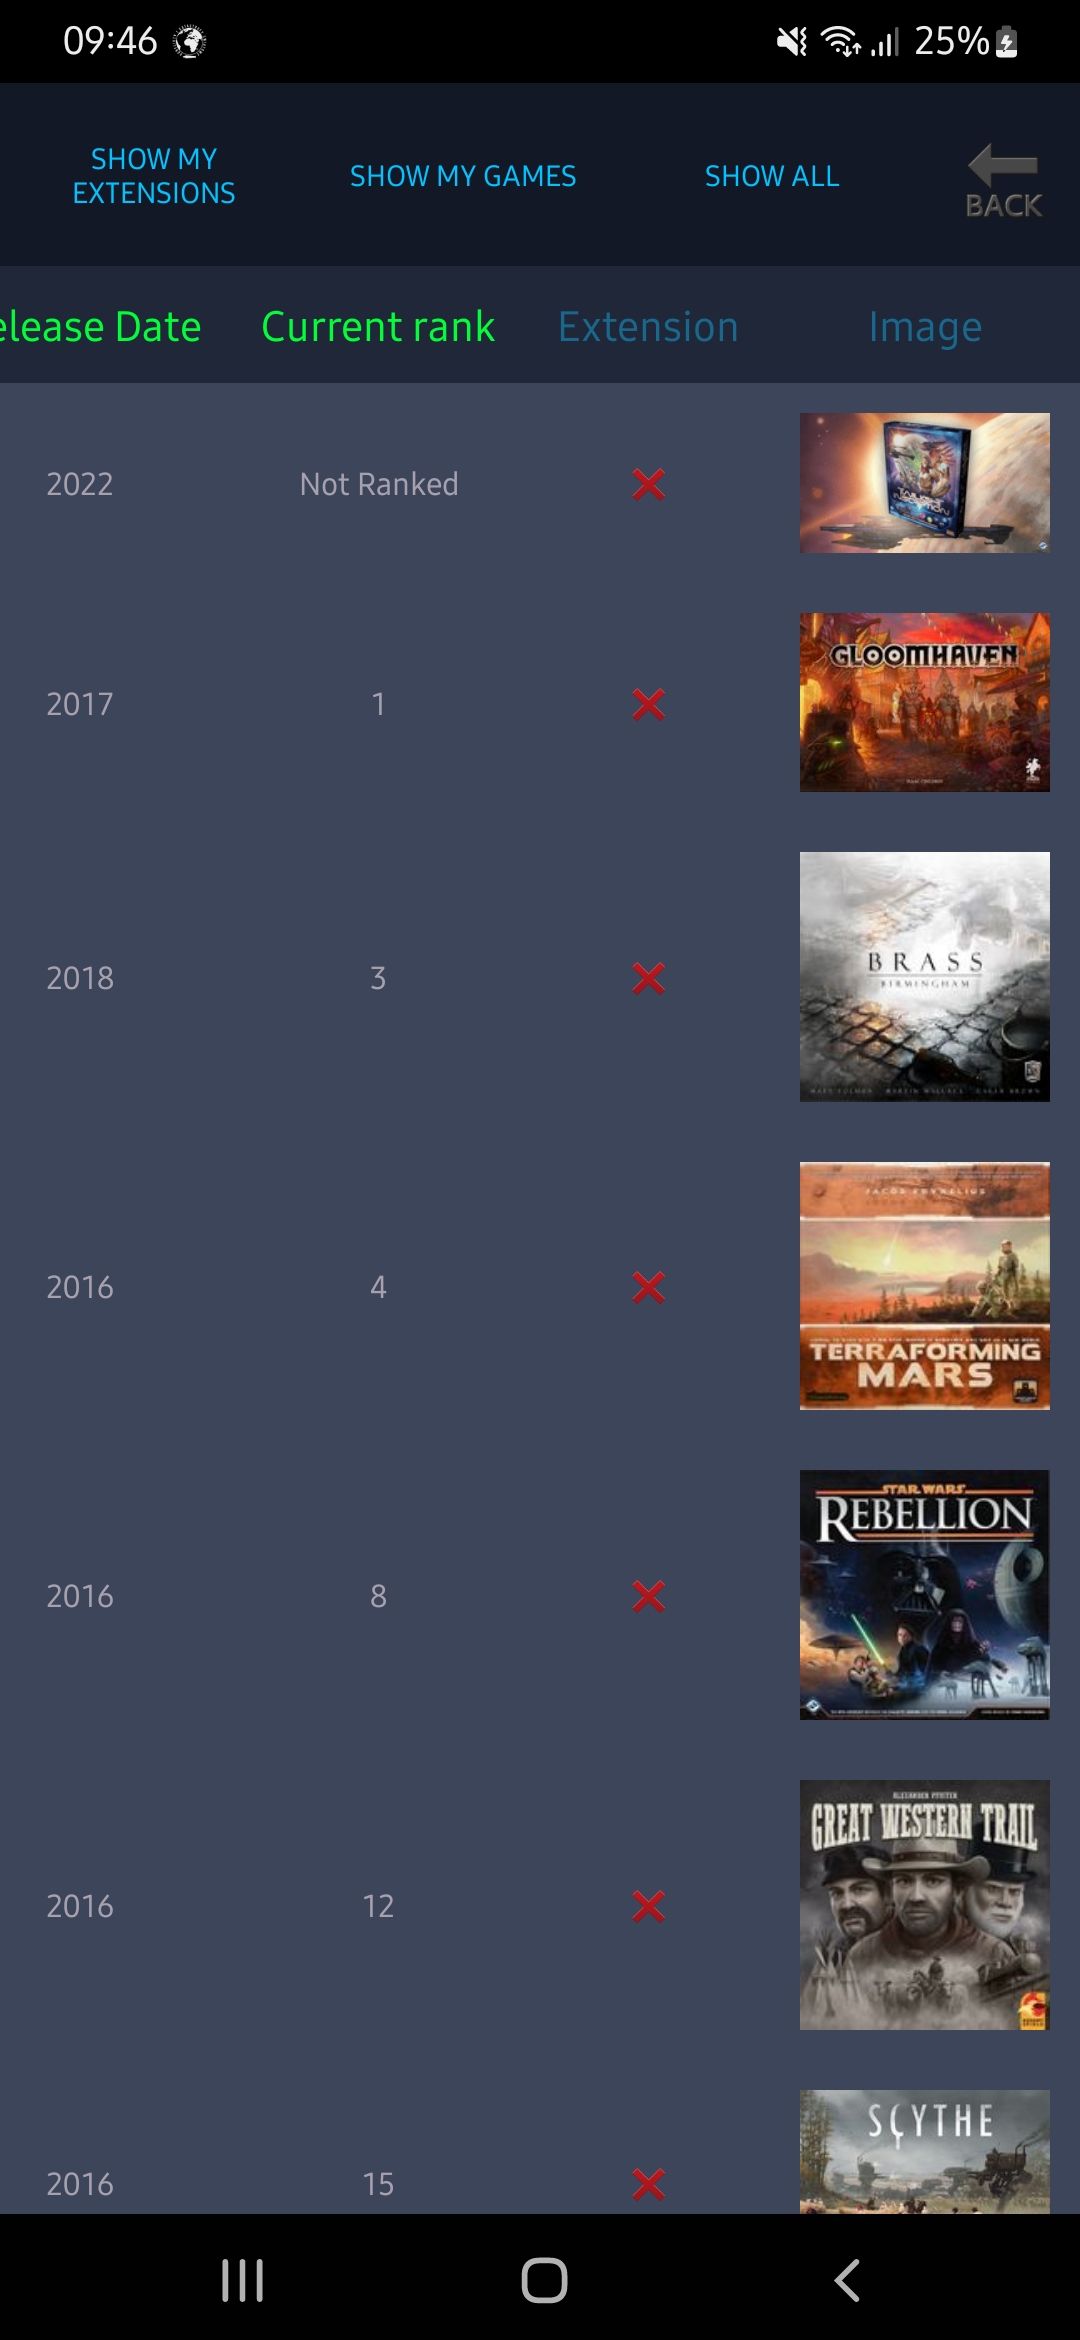 09:46
25%
SHOW MY
EXTENSIONS
SHOW MY GAMES
SHOW ALL
BACK
elease Date
Current rank
Extension
Image
2022
Not Ranked
2017
1
GLOOMHAVEN
2018
3
BRASS
BIRMINGHAM
2016
4
TERRAFORMING
MARS
2016
8
STAR WARS
REBELLION
2016
12
GREAT WESTERN TRAIL
2016
15
SCYTHE